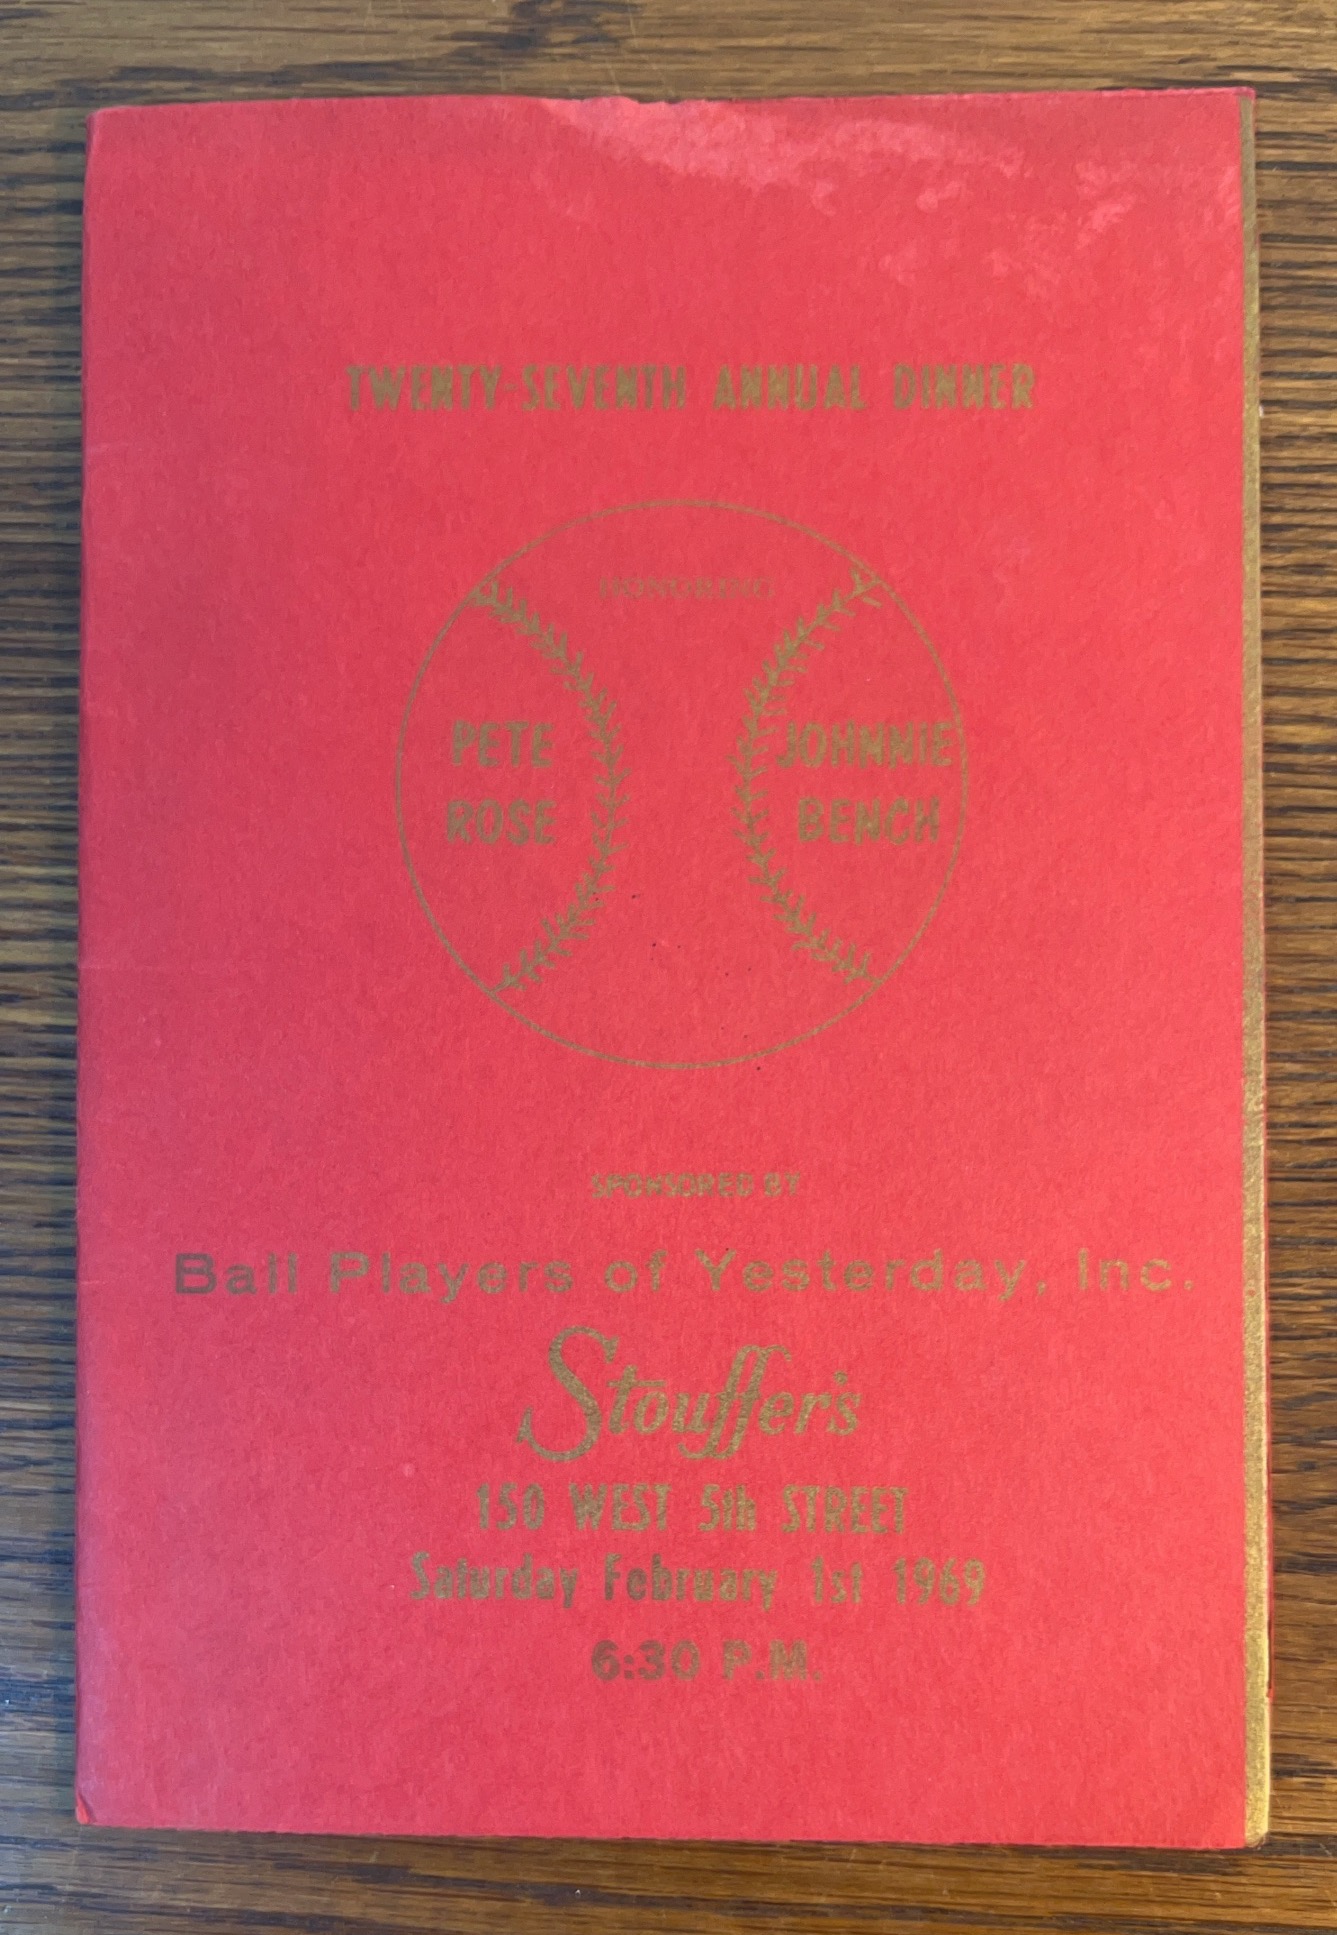 TWENTY-SEVENTH ANNUAL DINNER
HONORING
PETE
ROSE
JOHNNIE
BENCH
SPONSORED BY
Ball Players of Yesterday, Inc.
Stouffer's
150 WEST 5th STREET
Saturday February 1st 1969
6:30 P.M.